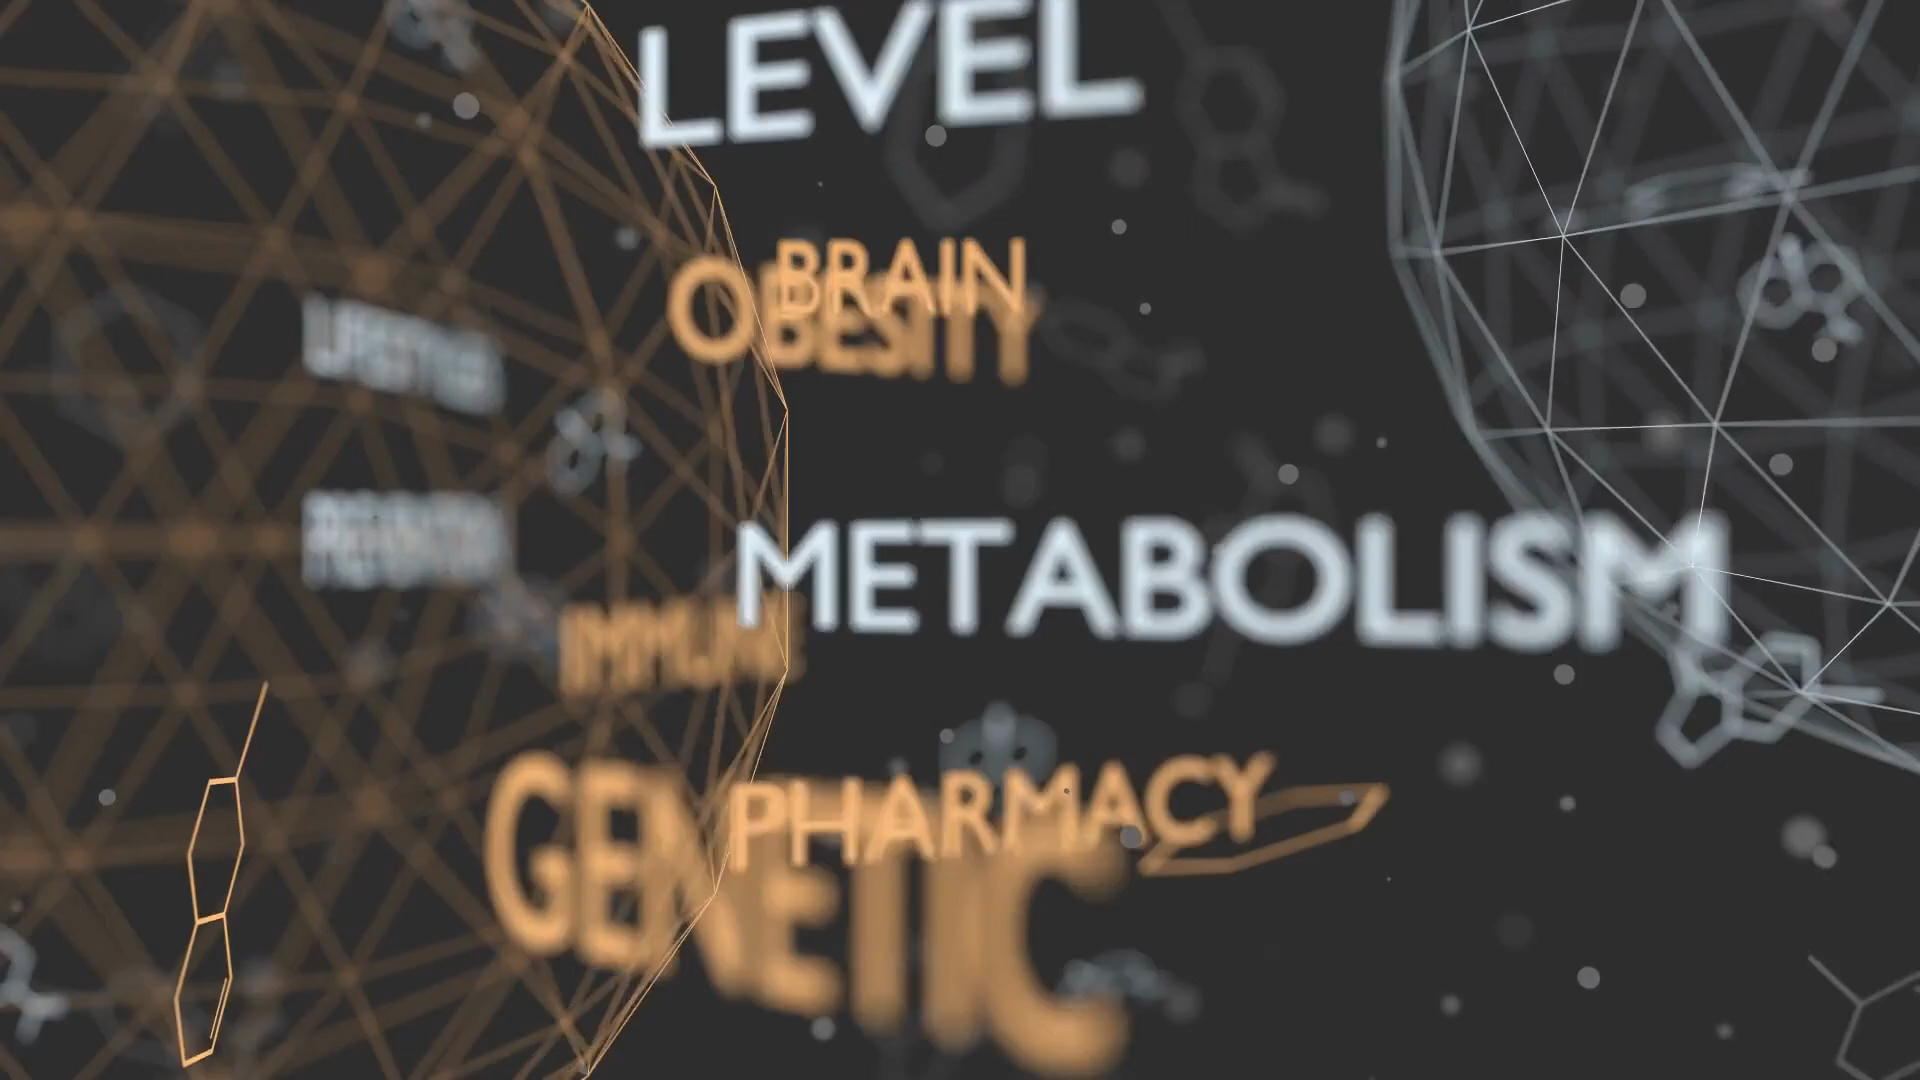 LEVEL
BRAIN
OBESITY
METABOLISM
IMMUNE
PHARMACY
GENETIC